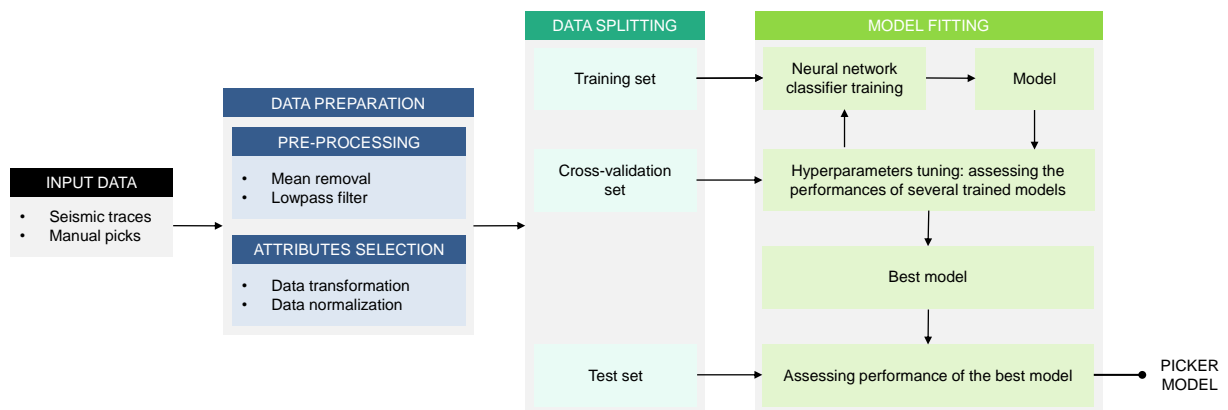 INPUT DATA
• Seismic traces
• Manual picks
DATA PREPARATION
PRE-PROCESSING
• Mean removal
• Lowpass filter
ATTRIBUTES SELECTION
• Data transformation
• Data normalization
DATA SPLITTING
Training set
Cross-validation
set
Test set
MODEL FITTING
Neural network
classifier training
Model
Hyperparameters tuning: assessing the
performances of several trained models
Best model
Assessing performance of the best model
PICKER
MODEL